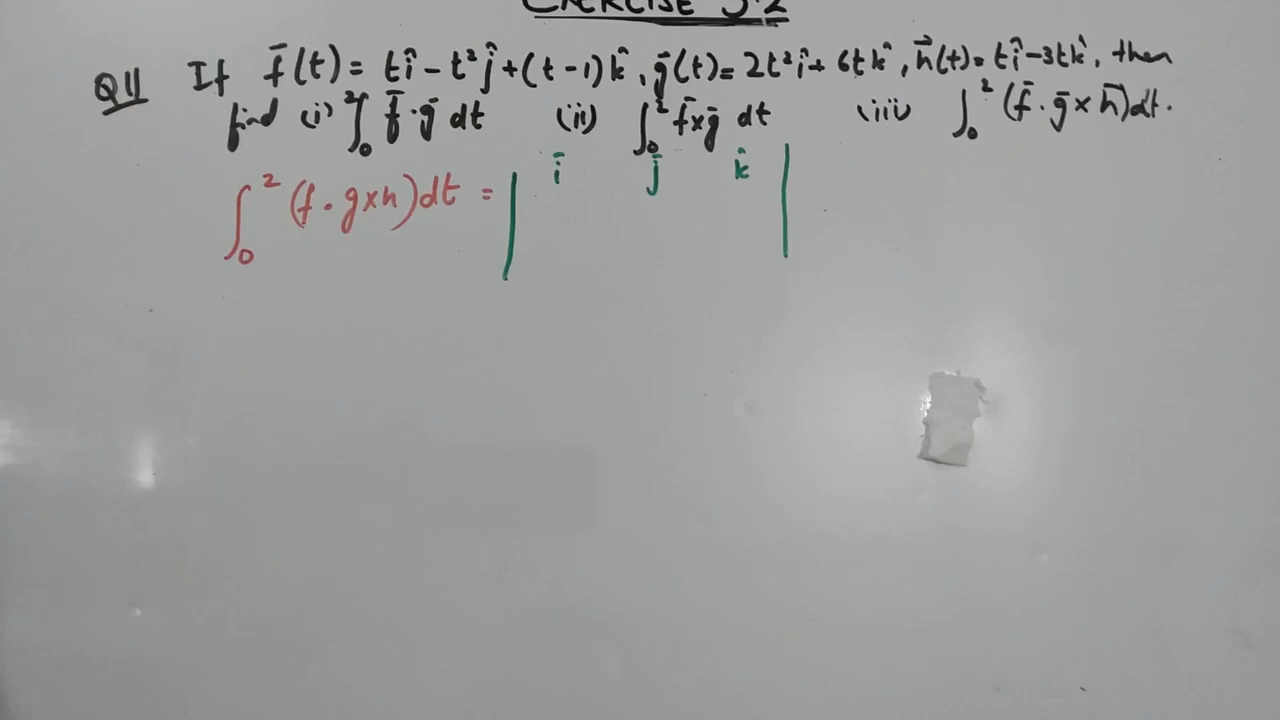 EXERCISE 5.2
Q11 If f̄(t) = tî - t²ĵ + (t-1)k̂, ḡ(t) = 2t²î + 6tk̂, h⃗(t) = tî - 3tk̂, then
find (i) ∫₀² f̄·ḡ dt (ii) ∫₀² f̄×ḡ dt (iii) ∫₀² (f̄·ḡ×h̄)dt.
∫₀² (f·g×h)dt = | ī j̄ k̂ |